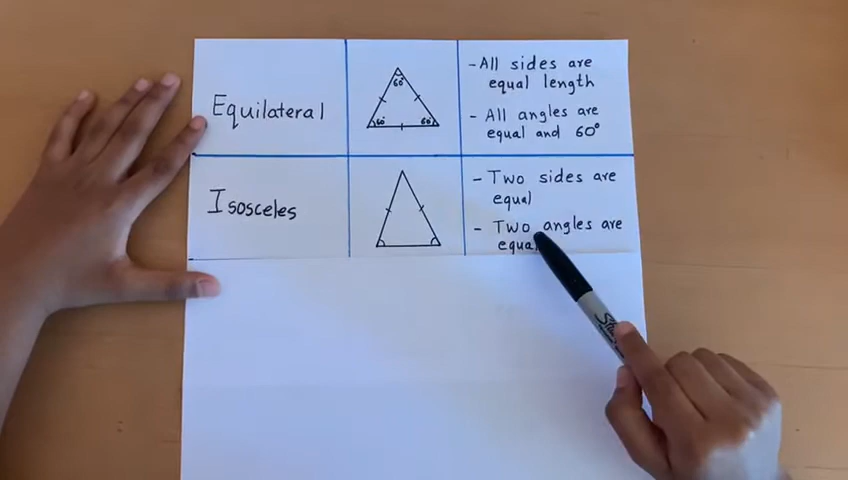 Equilateral
60°
60°
60°
- All sides are
equal length
- All angles are
equal and 60°
Isosceles
- Two sides are
equal
- Two angles are
equal